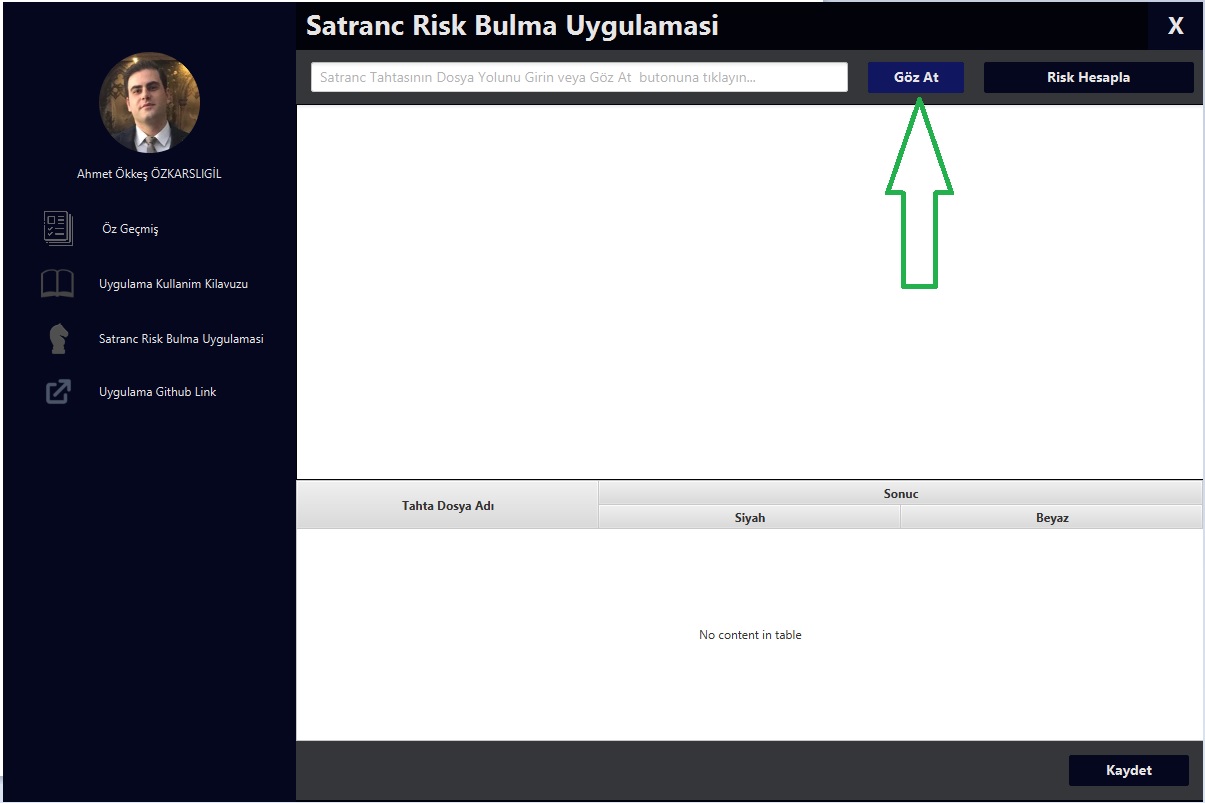 Satranc Risk Bulma Uygulamasi
X
Satranc Tahtasının Dosya Yolunu Girin veya Göz At  butonuna tıklayın...
Göz At
Risk Hesapla
Ahmet Ökkeş ÖZKARSLIGİL
Öz Geçmiş
Uygulama Kullanim Kilavuzu
Satranc Risk Bulma Uygulamasi
Uygulama Github Link
Tahta Dosya Adı
Sonuc
Siyah
Beyaz
No content in table
Kaydet